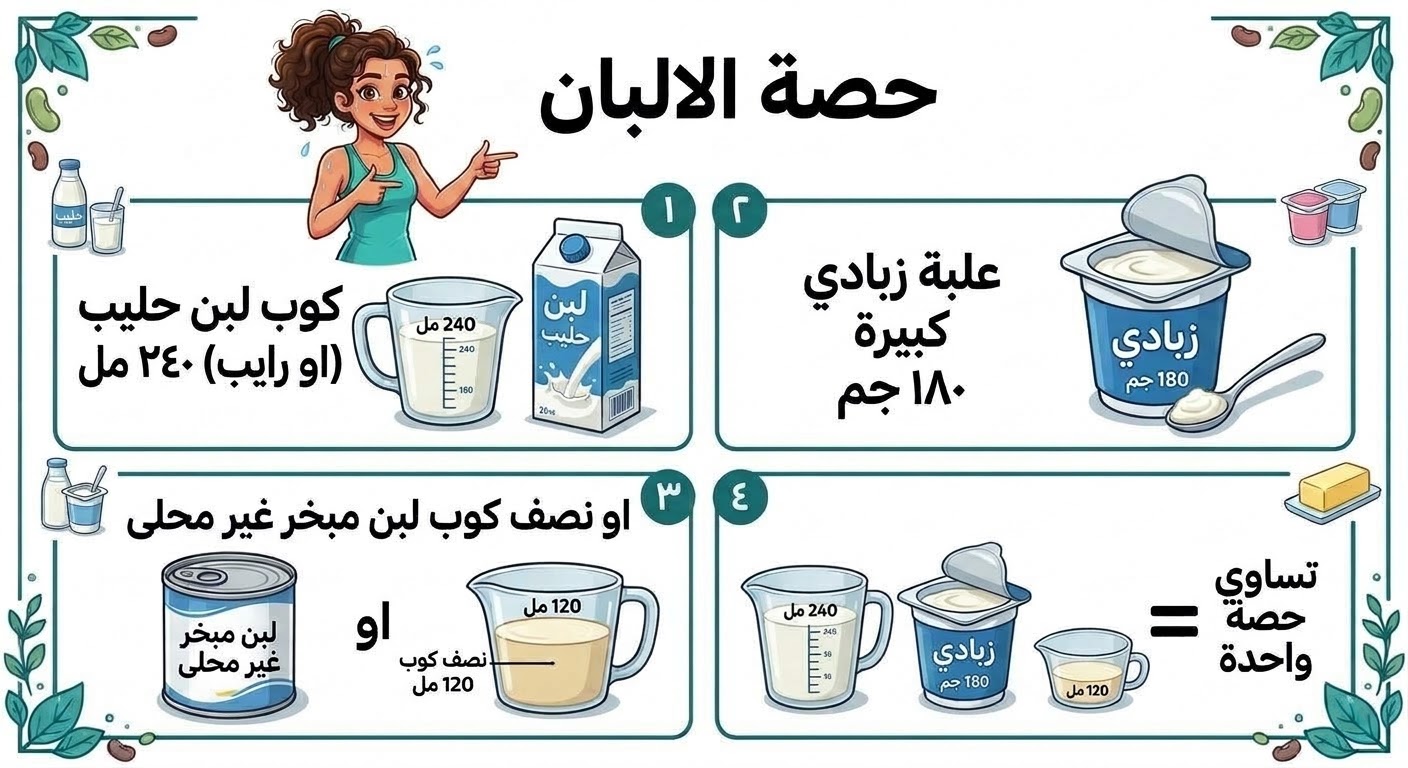 حصة الالبان
١
كوب لبن حليب
(او رايب) ٢٤٠ مل
240 مل
240
160
لبن
حليب
حليب
٢
علبة زبادي
كبيرة
١٨٠ جم
زبادي
180 جم
٣
او نصف كوب لبن مبخر غير محلى
لبن مبخر
غير محلى
او
120 مل
نصف كوب
120 مل
٤
240 مل
زبادي
180 جم
120 مل
=
تساوي
حصة
واحدة